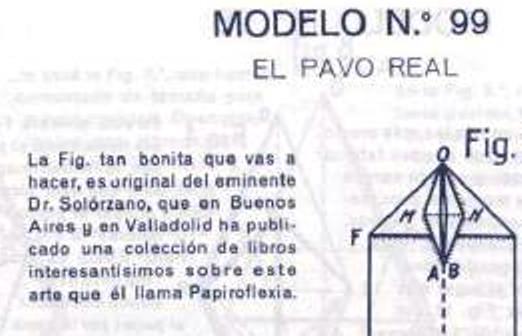 MODELO N.º 99
EL PAVO REAL
La Fig. tan bonita que vas a
hacer, es original del eminente
Dr. Solórzano, que en Buenos
Aires y en Valladolid ha publi-
cado una colección de libros
interesantísimos sobre este
arte que él llama Papiroflexia.
Fig.
O
M
N
F
A B